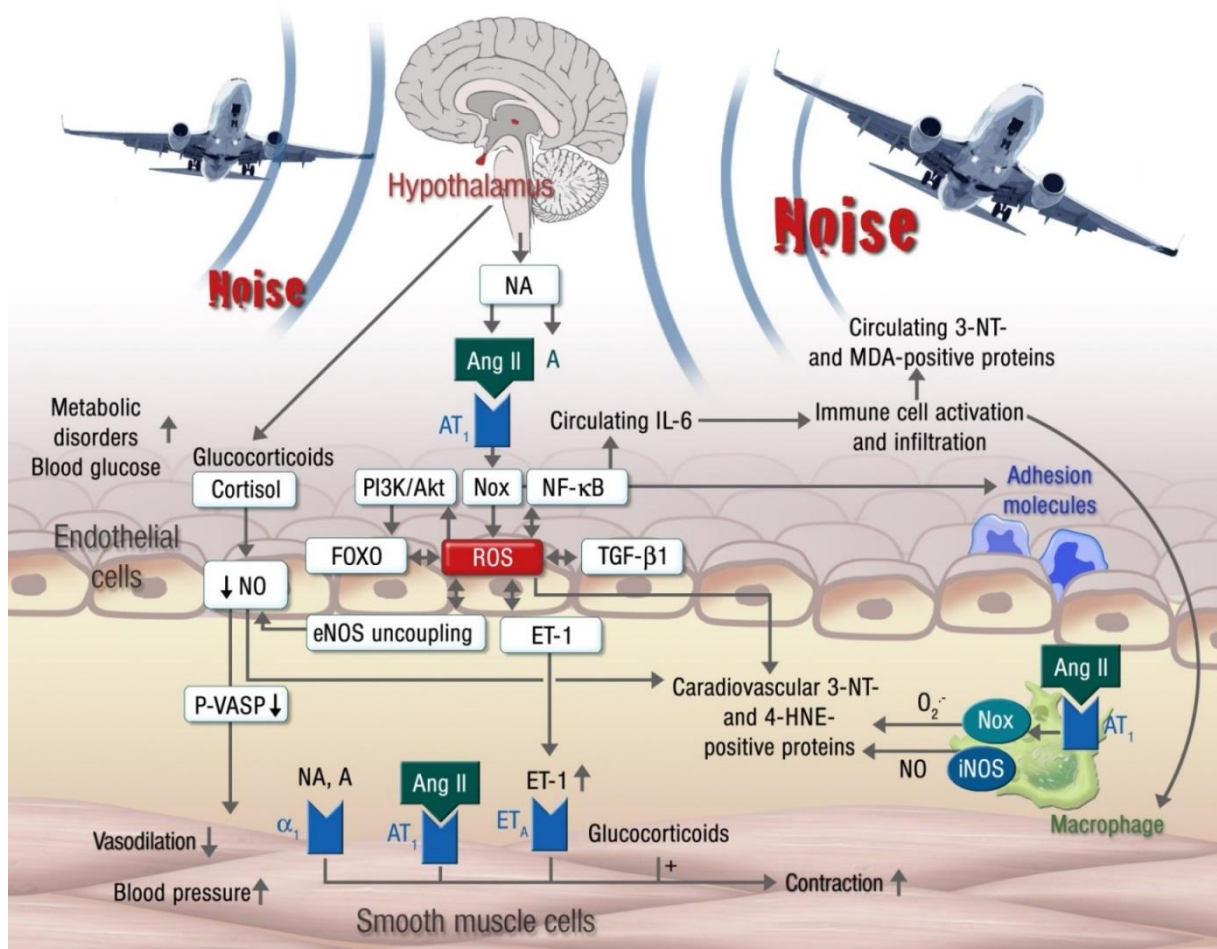 Hypothalamus
Noise
Noise
NA
Ang II
A
AT1
Circulating 3-NT-
and MDA-positive proteins
Circulating IL-6
Immune cell activation
and infiltration
Metabolic
disorders
Blood glucose
↑
Glucocorticoids
Cortisol
PI3K/Akt
Nox
NF-κB
Adhesion
molecules
Endothelial
cells
FOXO
ROS
TGF-β1
↓ NO
eNOS uncoupling
ET-1
P-VASP ↓
Caradiovascular 3-NT-
and 4-HNE-
positive proteins
O2·-
NO
Nox
iNOS
Ang II
AT1
Macrophage
NA, A
α1
Ang II
AT1
ET-1 ↑
ETA
Glucocorticoids
+
Vasodilation ↓
Blood pressure ↑
Contraction ↑
Smooth muscle cells